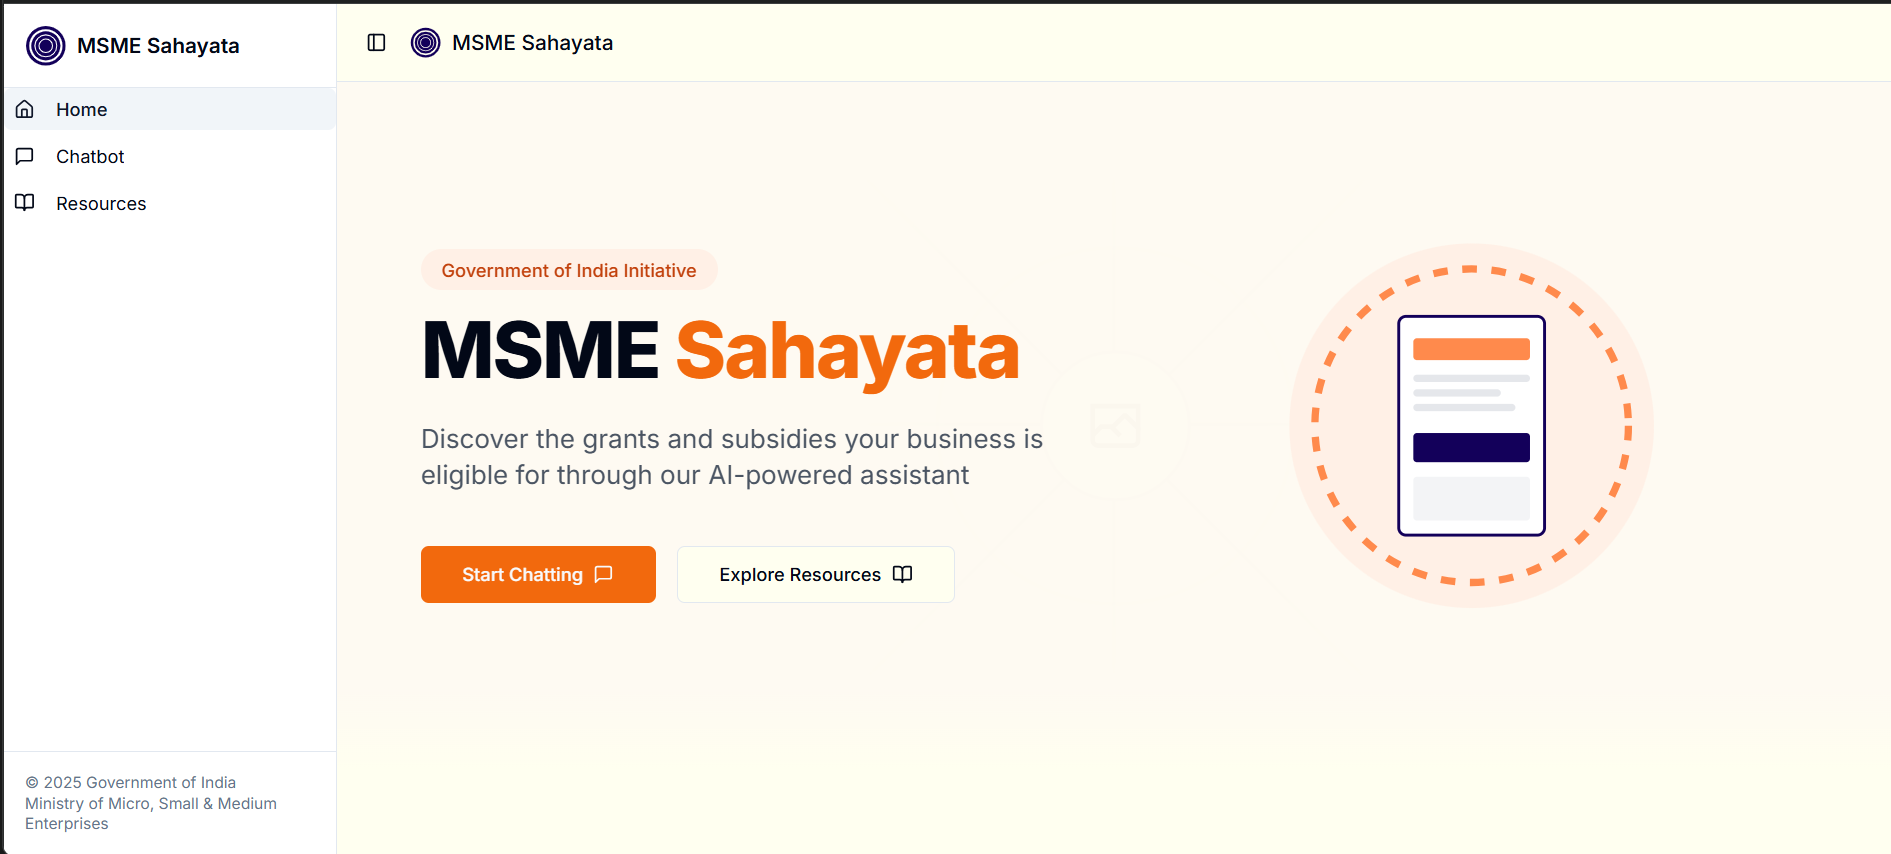 MSME Sahayata
Home
Chatbot
Resources
© 2025 Government of India
Ministry of Micro, Small & Medium
Enterprises
MSME Sahayata
Government of India Initiative
MSME Sahayata
Discover the grants and subsidies your business is
eligible for through our AI-powered assistant
Start Chatting
Explore Resources